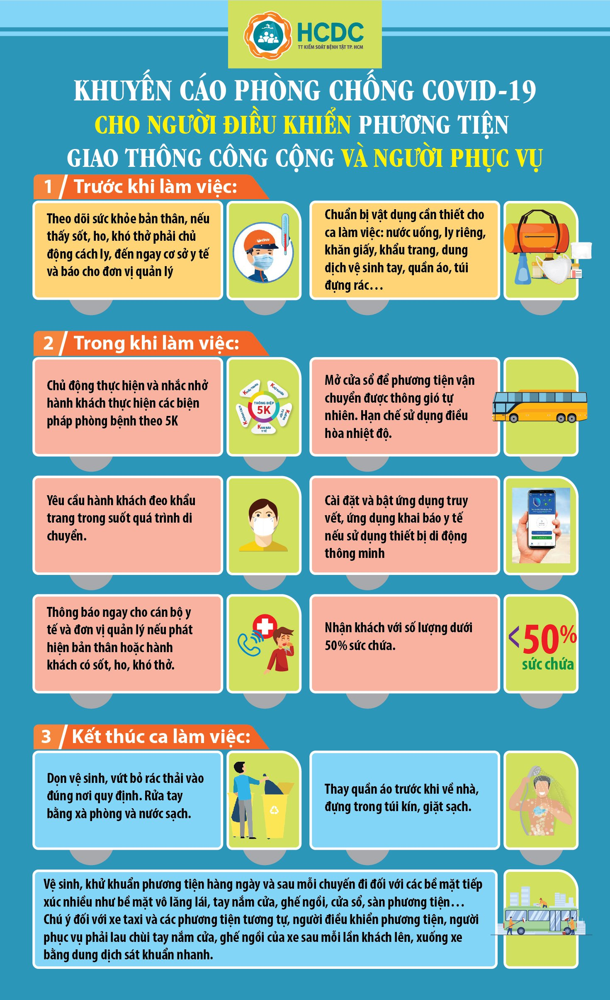 HCDC
TT KIỂM SOÁT BỆNH TẬT TP. HCM
KHUYẾN CÁO PHÒNG CHỐNG COVID-19
CHO NGƯỜI ĐIỀU KHIỂN PHƯƠNG TIỆN
GIAO THÔNG CÔNG CỘNG VÀ NGƯỜI PHỤC VỤ
1 / Trước khi làm việc:
Theo dõi sức khỏe bản thân, nếu
thấy sốt, ho, khó thở phải chủ
động cách ly, đến ngay cơ sở y tế
và báo cho đơn vị quản lý
GHN
Chuẩn bị vật dụng cần thiết cho
ca làm việc: nước uống, ly riêng,
khăn giấy, khẩu trang, dung
dịch vệ sinh tay, quần áo, túi
đựng rác...
2 / Trong khi làm việc:
Chủ động thực hiện và nhắc nhở
hành khách thực hiện các biện
pháp phòng bệnh theo 5K
KHẨU TRANG
KHỬ KHUẨN
KHOẢNG CÁCH
THÔNG ĐIỆP
5K
KHÔNG
TỤ TẬP
KHAI BÁO
Y TẾ
Mở cửa sổ để phương tiện vận
chuyển được thông gió tự
nhiên. Hạn chế sử dụng điều
hòa nhiệt độ.
Yêu cầu hành khách đeo khẩu
trang trong suốt quá trình di
chuyển.
Cài đặt và bật ứng dụng truy
vết, ứng dụng khai báo y tế
nếu sử dụng thiết bị di động
thông minh
Thông báo ngay cho cán bộ y
tế và đơn vị quản lý nếu phát
hiện bản thân hoặc hành
khách có sốt, ho, khó thở.
Nhận khách với số lượng dưới
50% sức chứa.
<50%
sức chứa
3 / Kết thúc ca làm việc:
Dọn vệ sinh, vứt bỏ rác thải vào
đúng nơi quy định. Rửa tay
bằng xà phòng và nước sạch.
Thay quần áo trước khi về nhà,
đựng trong túi kín, giặt sạch.
Vệ sinh, khử khuẩn phương tiện hàng ngày và sau mỗi chuyến đi đối với các bề mặt tiếp
xúc nhiều như bề mặt vô lăng lái, tay nắm cửa, ghế ngồi, cửa sổ, sàn phương tiện...
Chú ý đối với xe taxi và các phương tiện tương tự, người điều khiển phương tiện, người
phục vụ phải lau chùi tay nắm cửa, ghế ngồi của xe sau mỗi lần khách lên, xuống xe
bằng dung dịch sát khuẩn nhanh.